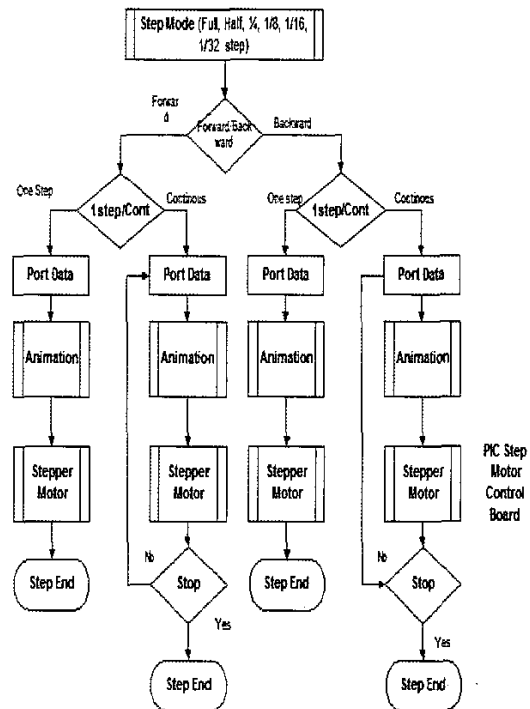 Step Mode (Full, Half, ¼, 1/8, 1/16,
1/32 step)
Forwar
d
Forward/Back
ward
Backward
One Step
1step/Cont
Continous
One step
1step/Cont
Continous
Port Data
Port Data
Port Data
Port Data
Animation
Animation
Animation
Animation
Stepper
Motor
Stepper
Motor
Stepper
Motor
Stepper
Motor
PIC Step
Motor
Control
Board
Step End
No
Stop
Yes
Step End
Step End
No
Stop
Yes
Step End